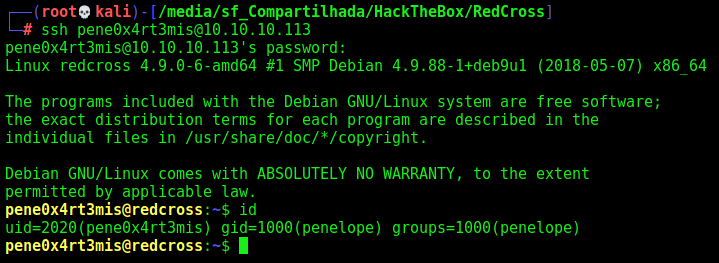 ┌──(root💀kali)-[/media/sf_Compartilhada/HackTheBox/RedCross]
└─# ssh pene0x4rt3mis@10.10.10.113
pene0x4rt3mis@10.10.10.113's password:
Linux redcross 4.9.0-6-amd64 #1 SMP Debian 4.9.88-1+deb9u1 (2018-05-07) x86_64

The programs included with the Debian GNU/Linux system are free software;
the exact distribution terms for each program are described in the
individual files in /usr/share/doc/*/copyright.

Debian GNU/Linux comes with ABSOLUTELY NO WARRANTY, to the extent
permitted by applicable law.
pene0x4rt3mis@redcross:~$ id
uid=2020(pene0x4rt3mis) gid=1000(penelope) groups=1000(penelope)
pene0x4rt3mis@redcross:~$